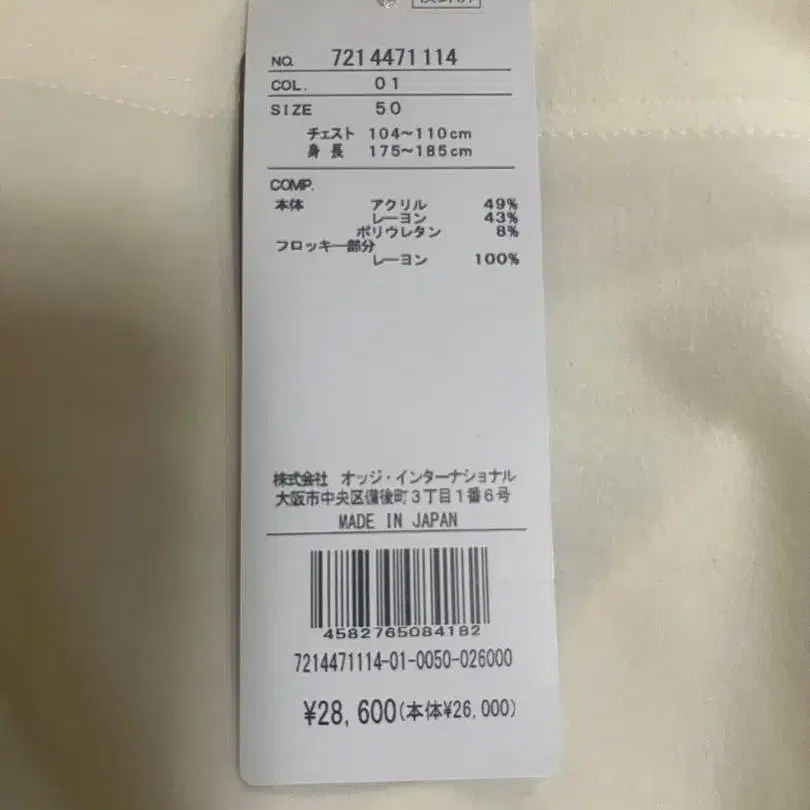 NO. 7214471114
COL. 01
SIZE 50
チェスト 104～110cm
身長 175～185cm
COMP.
本体 アクリル 49%
レーヨン 43%
ポリウレタン 8%
フロッキー部分
レーヨン 100%
株式会社 オッジ・インターナショナル
大阪市中央区備後町3丁目1番6号
MADE IN JAPAN
4582765084182
7214471114-01-0050-026000
¥28,600(本体¥26,000)